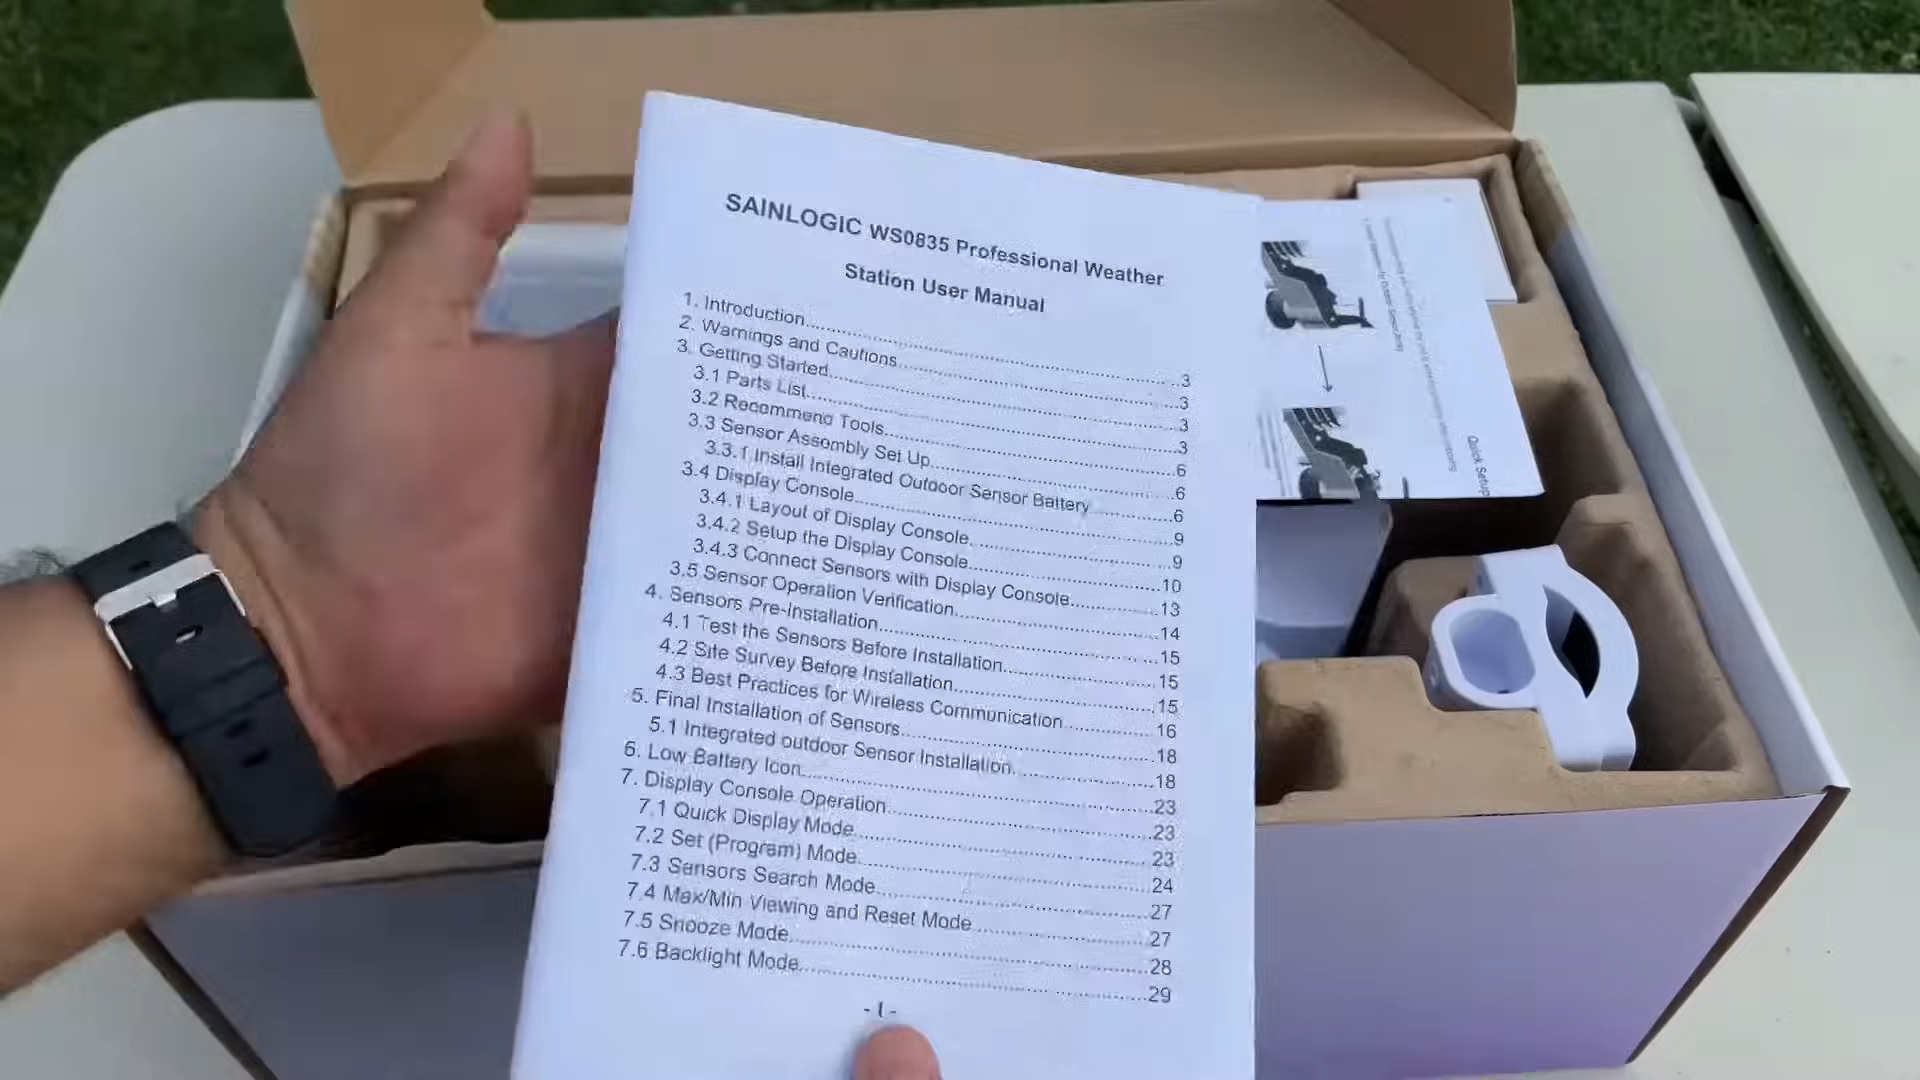 SAINLOGIC WS0835 Professional Weather
Station User Manual
1. Introduction.......... 3
2. Warnings and Cautions.......... 3
3. Getting Started.......... 3
3.1 Parts List.......... 3
3.2 Recommend Tools.......... 6
3.3 Sensor Assembly Set Up.......... 6
3.3.1 Install Integrated Outdoor Sensor Battery.......... 6
3.4 Display Console.......... 9
3.4.1 Layout of Display Console.......... 9
3.4.2 Setup the Display Console.......... 10
3.4.3 Connect Sensors with Display Console.......... 13
3.5 Sensor Operation Verification.......... 14
4. Sensors Pre-Installation.......... 15
4.1 Test the Sensors Before Installation.......... 15
4.2 Site Survey Before Installation.......... 15
4.3 Best Practices for Wireless Communication.......... 16
5. Final Installation of Sensors.......... 18
5.1 Integrated outdoor Sensor Installation.......... 18
6. Low Battery Icon.......... 23
7. Display Console Operation.......... 23
7.1 Quick Display Mode.......... 23
7.2 Set (Program) Mode.......... 24
7.3 Sensors Search Mode.......... 27
7.4 Max/Min Viewing and Reset Mode.......... 27
7.5 Snooze Mode.......... 28
7.6 Backlight Mode.......... 29
- 1 -
Quick Setup